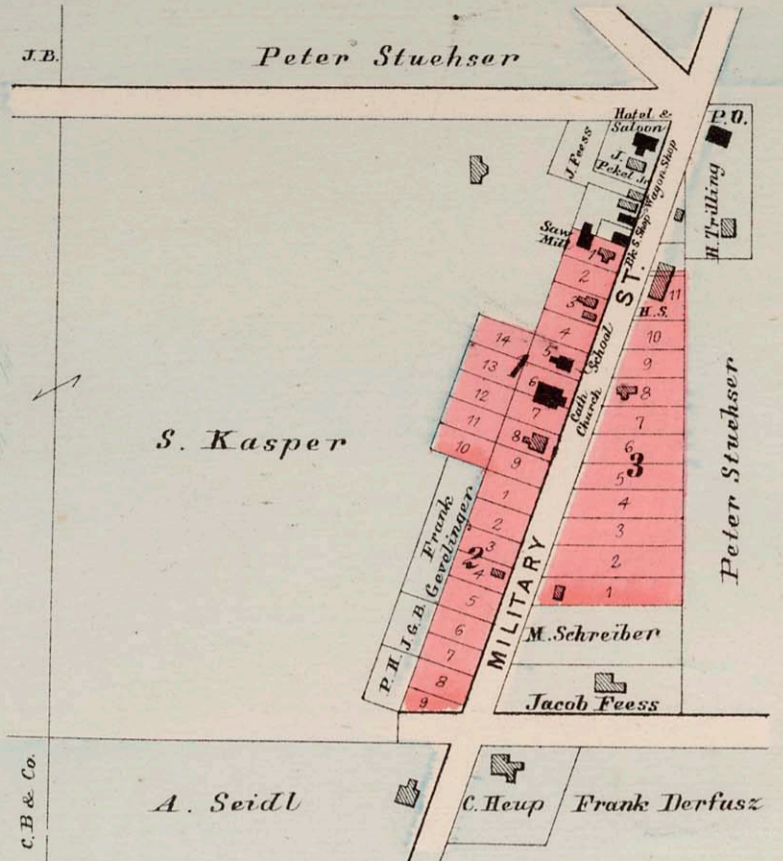 J.B.
Peter Stuehser
Hotel &
Saloon
P.O.
J. Feess
J.
Pekel Jr
Wagon Shop
H. Trilling
Saw
Mill
Blk S. Shop
ST.
1
2
3
4
5
6
7
8
9
14
13
12
11
10
1
School
Cath
Church
11
H.S.
10
9
8
7
6
5
4
3
2
1
3
Peter Stuehser
S. Kasper
Frank
Gevelinger
1
2
3
4
5
6
7
8
9
2
J.G.B.
P.H.
MILITARY
M. Schreiber
Jacob Feess
C.B & Co.
A. Seidl
C. Heup
Frank Derfusz